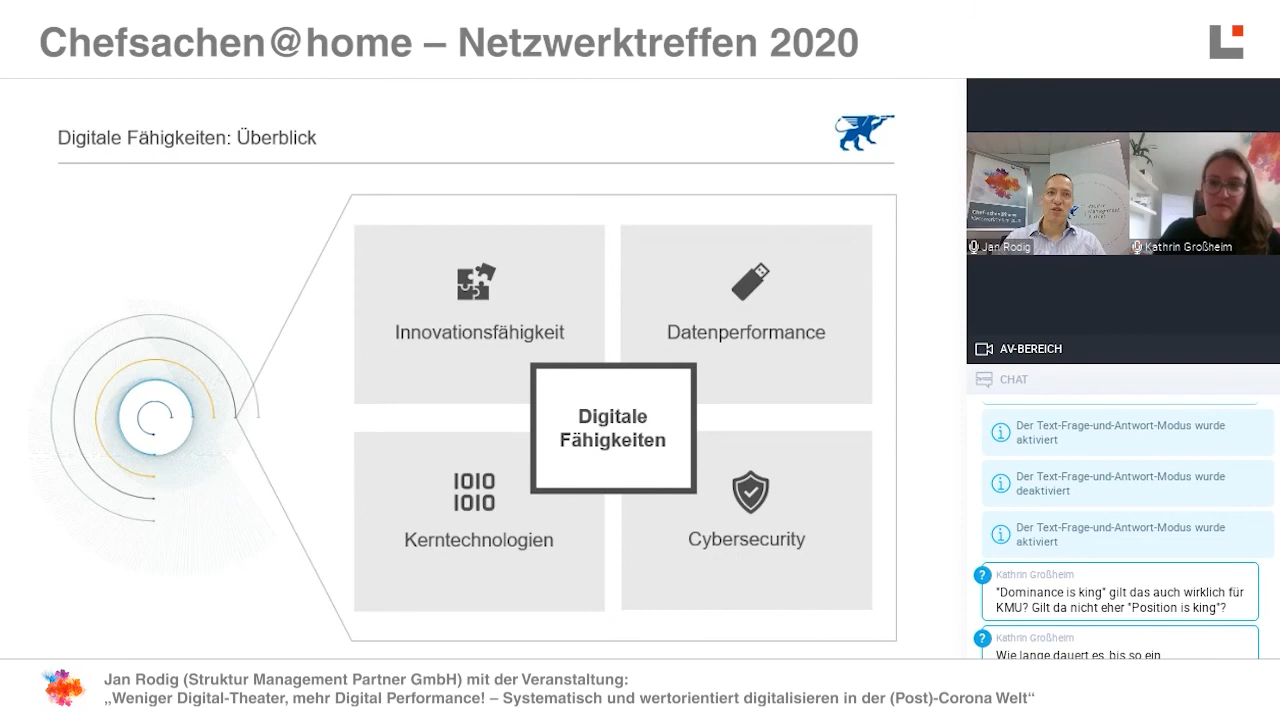 Chefsachen@home – Netzwerktreffen 2020
Digitale Fähigkeiten: Überblick
Innovationsfähigkeit
Datenperformance
Digitale
Fähigkeiten
IOIO
IOIO
Kerntechnologien
Cybersecurity
Chefsachen@home
Jan Rodig
Kathrin Großheim
AV-BEREICH
CHAT
Der Text-Frage-und-Antwort-Modus wurde
aktiviert
Der Text-Frage-und-Antwort-Modus wurde
deaktiviert
Der Text-Frage-und-Antwort-Modus wurde
aktiviert
Kathrin Großheim
"Dominance is king" gilt das auch wirklich für
KMU? Gilt da nicht eher "Position is king"?
Kathrin Großheim
Wie lange dauert es, bis so ein
Jan Rodig (Struktur Management Partner GmbH) mit der Veranstaltung:
„Weniger Digital-Theater, mehr Digital Performance! – Systematisch und wertorientiert digitalisieren in der (Post)-Corona Welt“